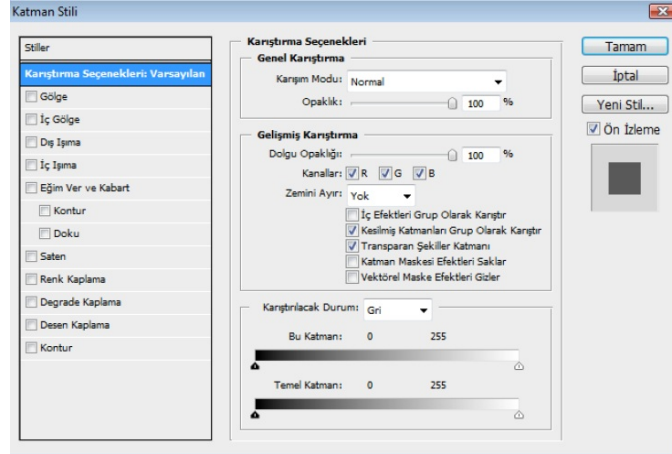 Katman Stili
Stiller
Karıştırma Seçenekleri: Varsayılan
Gölge
İç Gölge
Dış Işıma
İç Işıma
Eğim Ver ve Kabart
Kontur
Doku
Saten
Renk Kaplama
Degrade Kaplama
Desen Kaplama
Kontur
Karıştırma Seçenekleri
Genel Karıştırma
Karışım Modu: Normal
Opaklık: 100 %
Gelişmiş Karıştırma
Dolgu Opaklığı: 100 %
Kanallar: R G B
Zemini Ayır: Yok
İç Efektleri Grup Olarak Karıştır
Kesilmiş Katmanları Grup Olarak Karıştır
Transparan Şekiller Katmanı
Katman Maskesi Efektleri Saklar
Vektörel Maske Efektleri Gizler
Karıştırılacak Durum: Gri
Bu Katman: 0 255
Temel Katman: 0 255
Tamam
İptal
Yeni Stil...
Ön İzleme